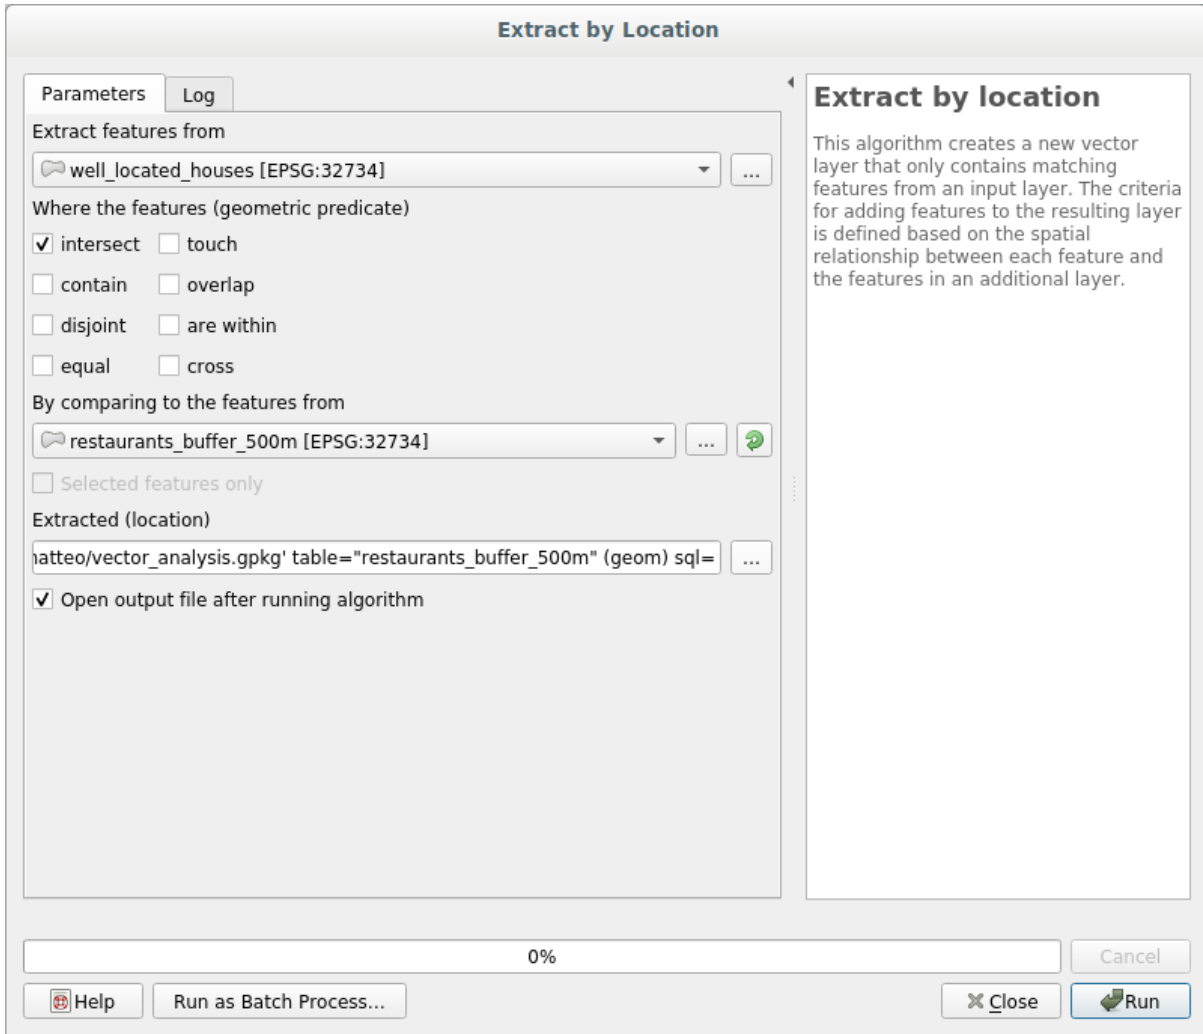 Extract by Location
Parameters
Log
Extract features from
well_located_houses [EPSG:32734]
...
Where the features (geometric predicate)
intersect
touch
contain
overlap
disjoint
are within
equal
cross
By comparing to the features from
restaurants_buffer_500m [EPSG:32734]
...
Selected features only
Extracted (location)
natteo/vector_analysis.gpkg' table="restaurants_buffer_500m" (geom) sql=
...
Open output file after running algorithm
Extract by location
This algorithm creates a new vector
layer that only contains matching
features from an input layer. The criteria
for adding features to the resulting layer
is defined based on the spatial
relationship between each feature and
the features in an additional layer.
0%
Cancel
Help
Run as Batch Process...
Close
Run